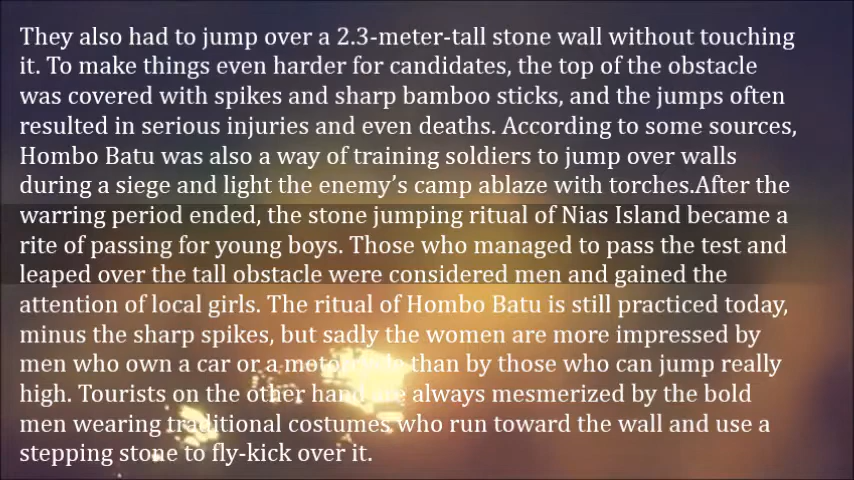 They also had to jump over a 2.3-meter-tall stone wall without touching
it. To make things even harder for candidates, the top of the obstacle
was covered with spikes and sharp bamboo sticks, and the jumps often
resulted in serious injuries and even deaths. According to some sources,
Hombo Batu was also a way of training soldiers to jump over walls
during a siege and light the enemy’s camp ablaze with torches.After the
warring period ended, the stone jumping ritual of Nias Island became a
rite of passing for young boys. Those who managed to pass the test and
leaped over the tall obstacle were considered men and gained the
attention of local girls. The ritual of Hombo Batu is still practiced today,
minus the sharp spikes, but sadly the women are more impressed by
men who own a car or a motorcycle than by those who can jump really
high. Tourists on the other hand are always mesmerized by the bold
men wearing traditional costumes who run toward the wall and use a
stepping stone to fly-kick over it.